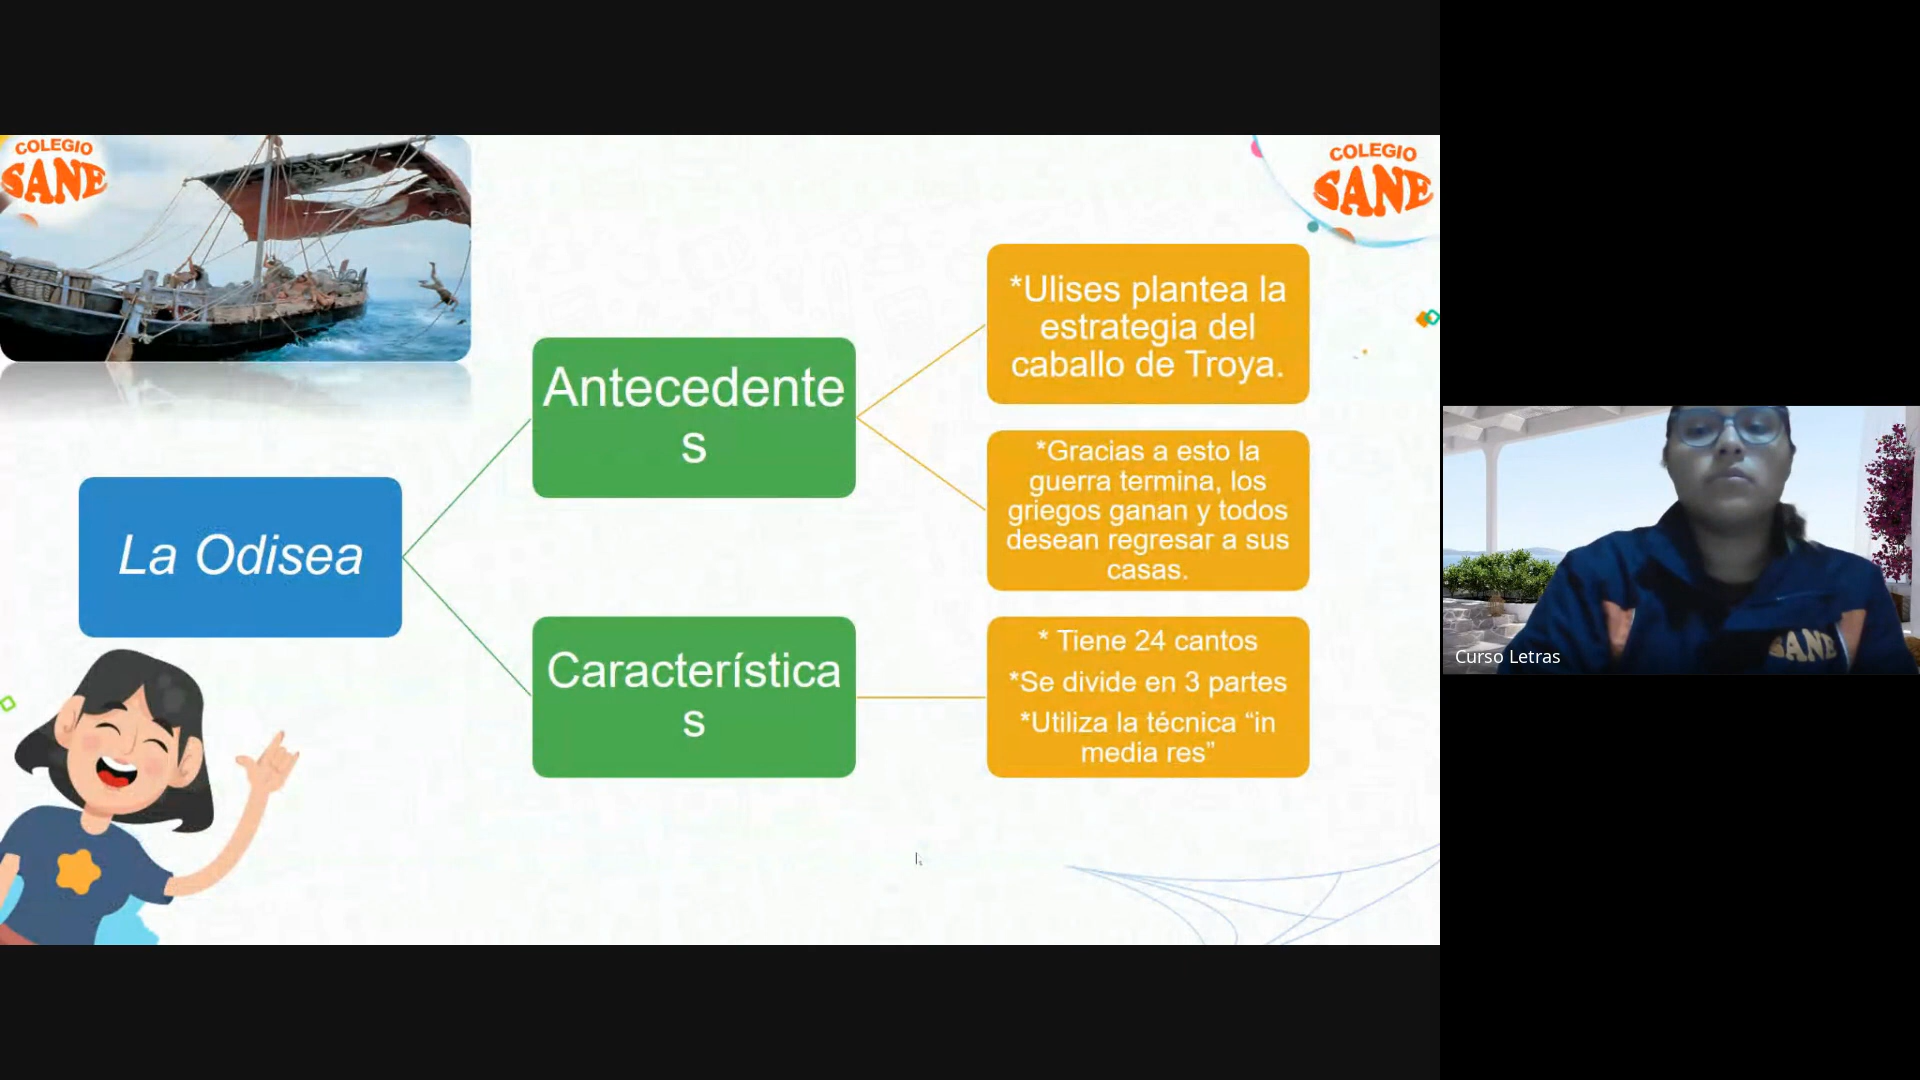 COLEGIO
SANE
COLEGIO
SANE
La Odisea
Antecedente
s
*Ulises plantea la
estrategia del
caballo de Troya.
*Gracias a esto la
guerra termina, los
griegos ganan y todos
desean regresar a sus
casas.
Característica
s
* Tiene 24 cantos
*Se divide en 3 partes
*Utiliza la técnica “in
media res”
SANE
Curso Letras